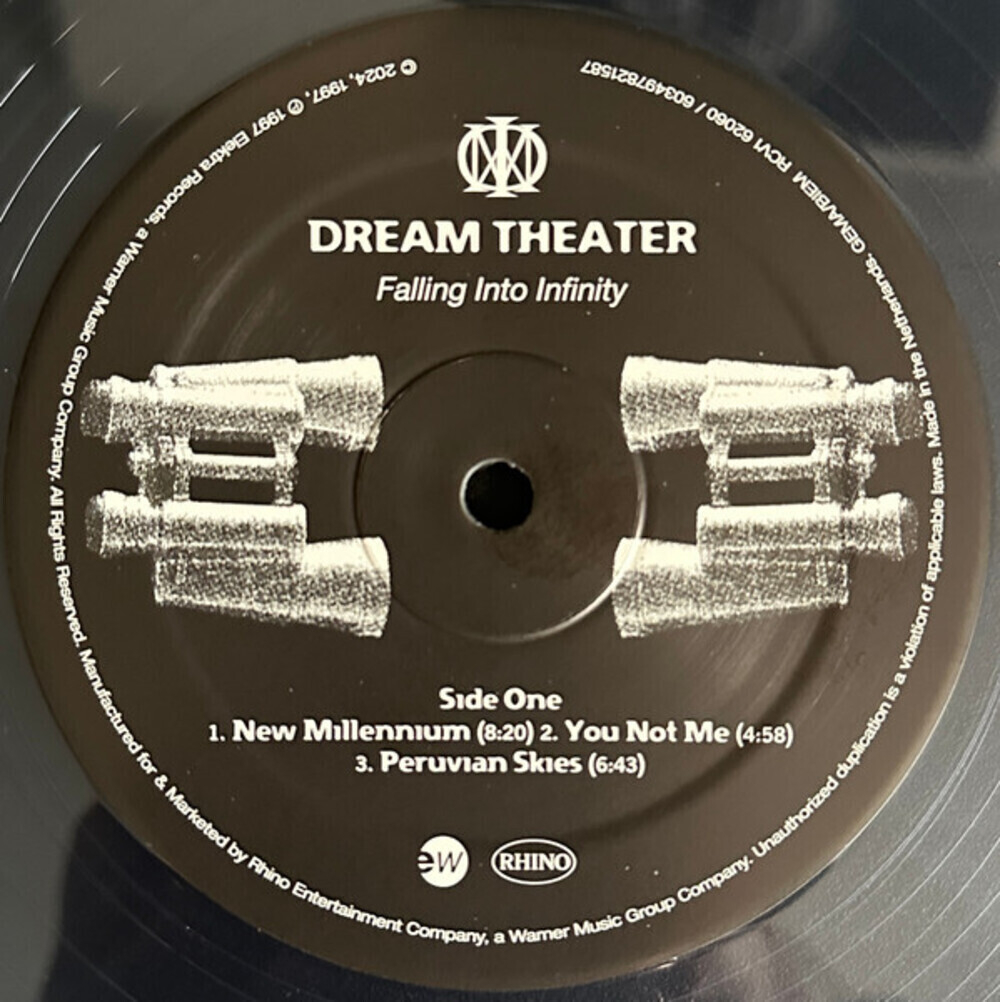 DREAM THEATER
Falling Into Infinity
Side One
1. New Millennium (8:20) 2. You Not Me (4:58)
3. Peruvian Skies (6:43)
ew
RHINO
℗ 2024, 1997, ℗ 1997 Elektra Records, a Warner Music Group Company. All Rights Reserved. Manufactured for & Marketed by Rhino Entertainment Company, a Warner Music Group Company. Unauthorized duplication is a violation of applicable laws. Made in the Netherlands. GEMA/BIEM RCV1 62060 / 603497821587